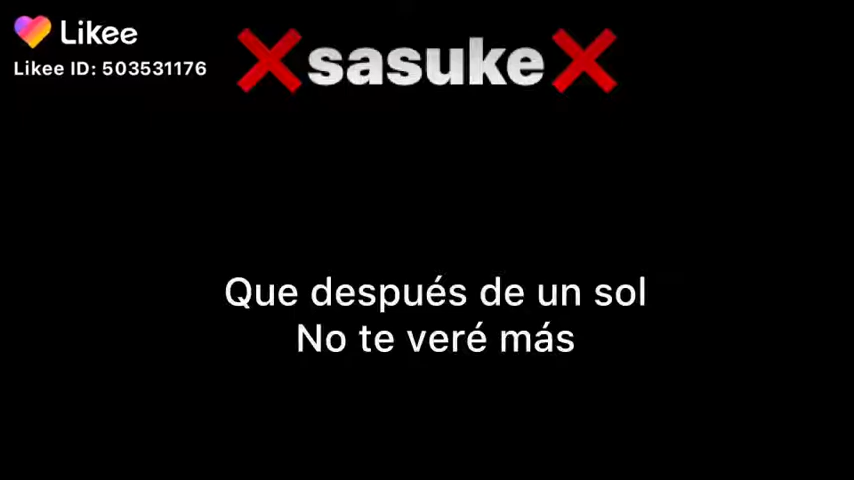 Likee
Likee ID: 503531176
❌sasuke❌
Que después de un sol
No te veré más